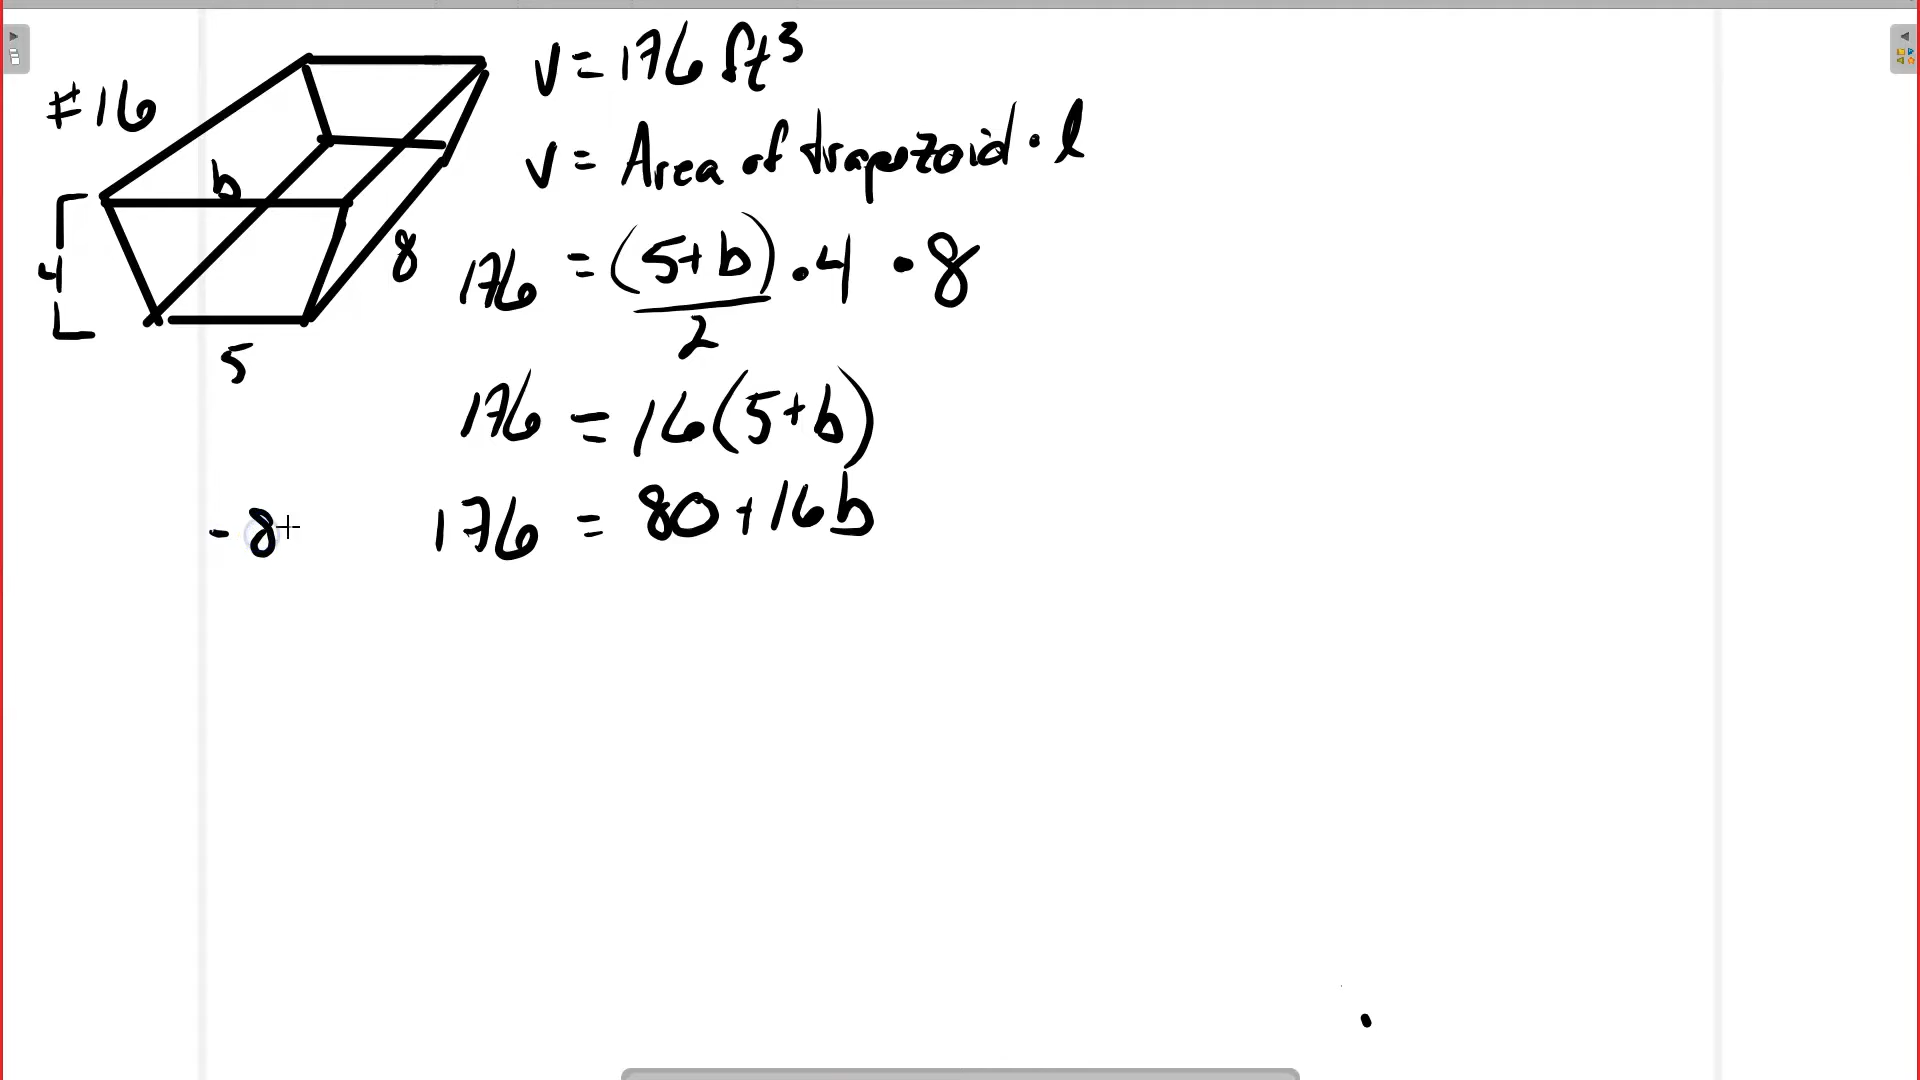 #16
b
4
8
5
V = 176 ft³
V = Area of trapezoid · l
176 = (5+b)/2 · 4 · 8
176 = 16(5+b)
-8 176 = 80 + 16b